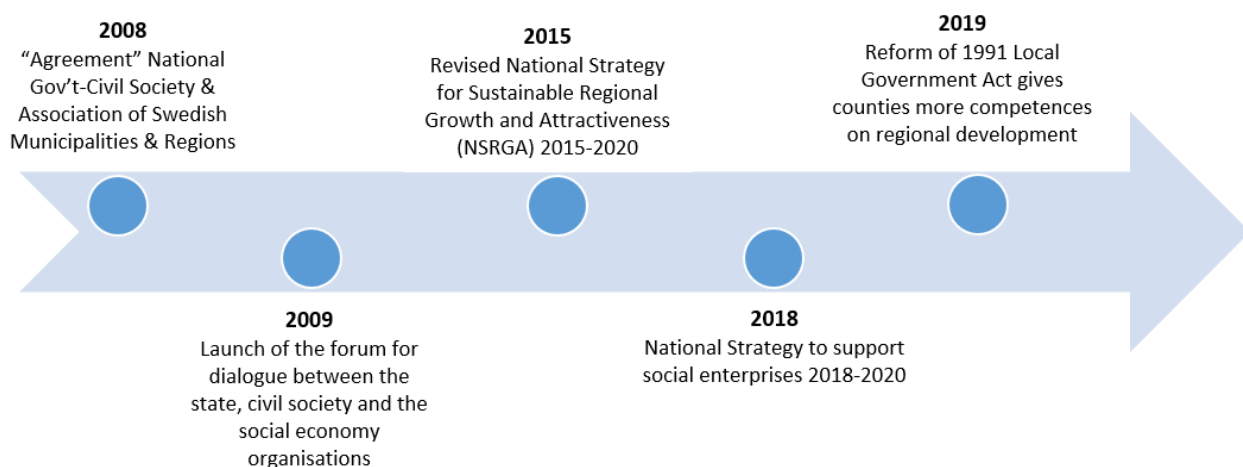 2008
“Agreement” National
Gov’t-Civil Society &
Association of Swedish
Municipalities & Regions
2009
Launch of the forum for
dialogue between the
state, civil society and the
social economy
organisations
2015
Revised National Strategy
for Sustainable Regional
Growth and Attractiveness
(NSRGA) 2015-2020
2018
National Strategy to support
social enterprises 2018-2020
2019
Reform of 1991 Local
Government Act gives
counties more competences
on regional development